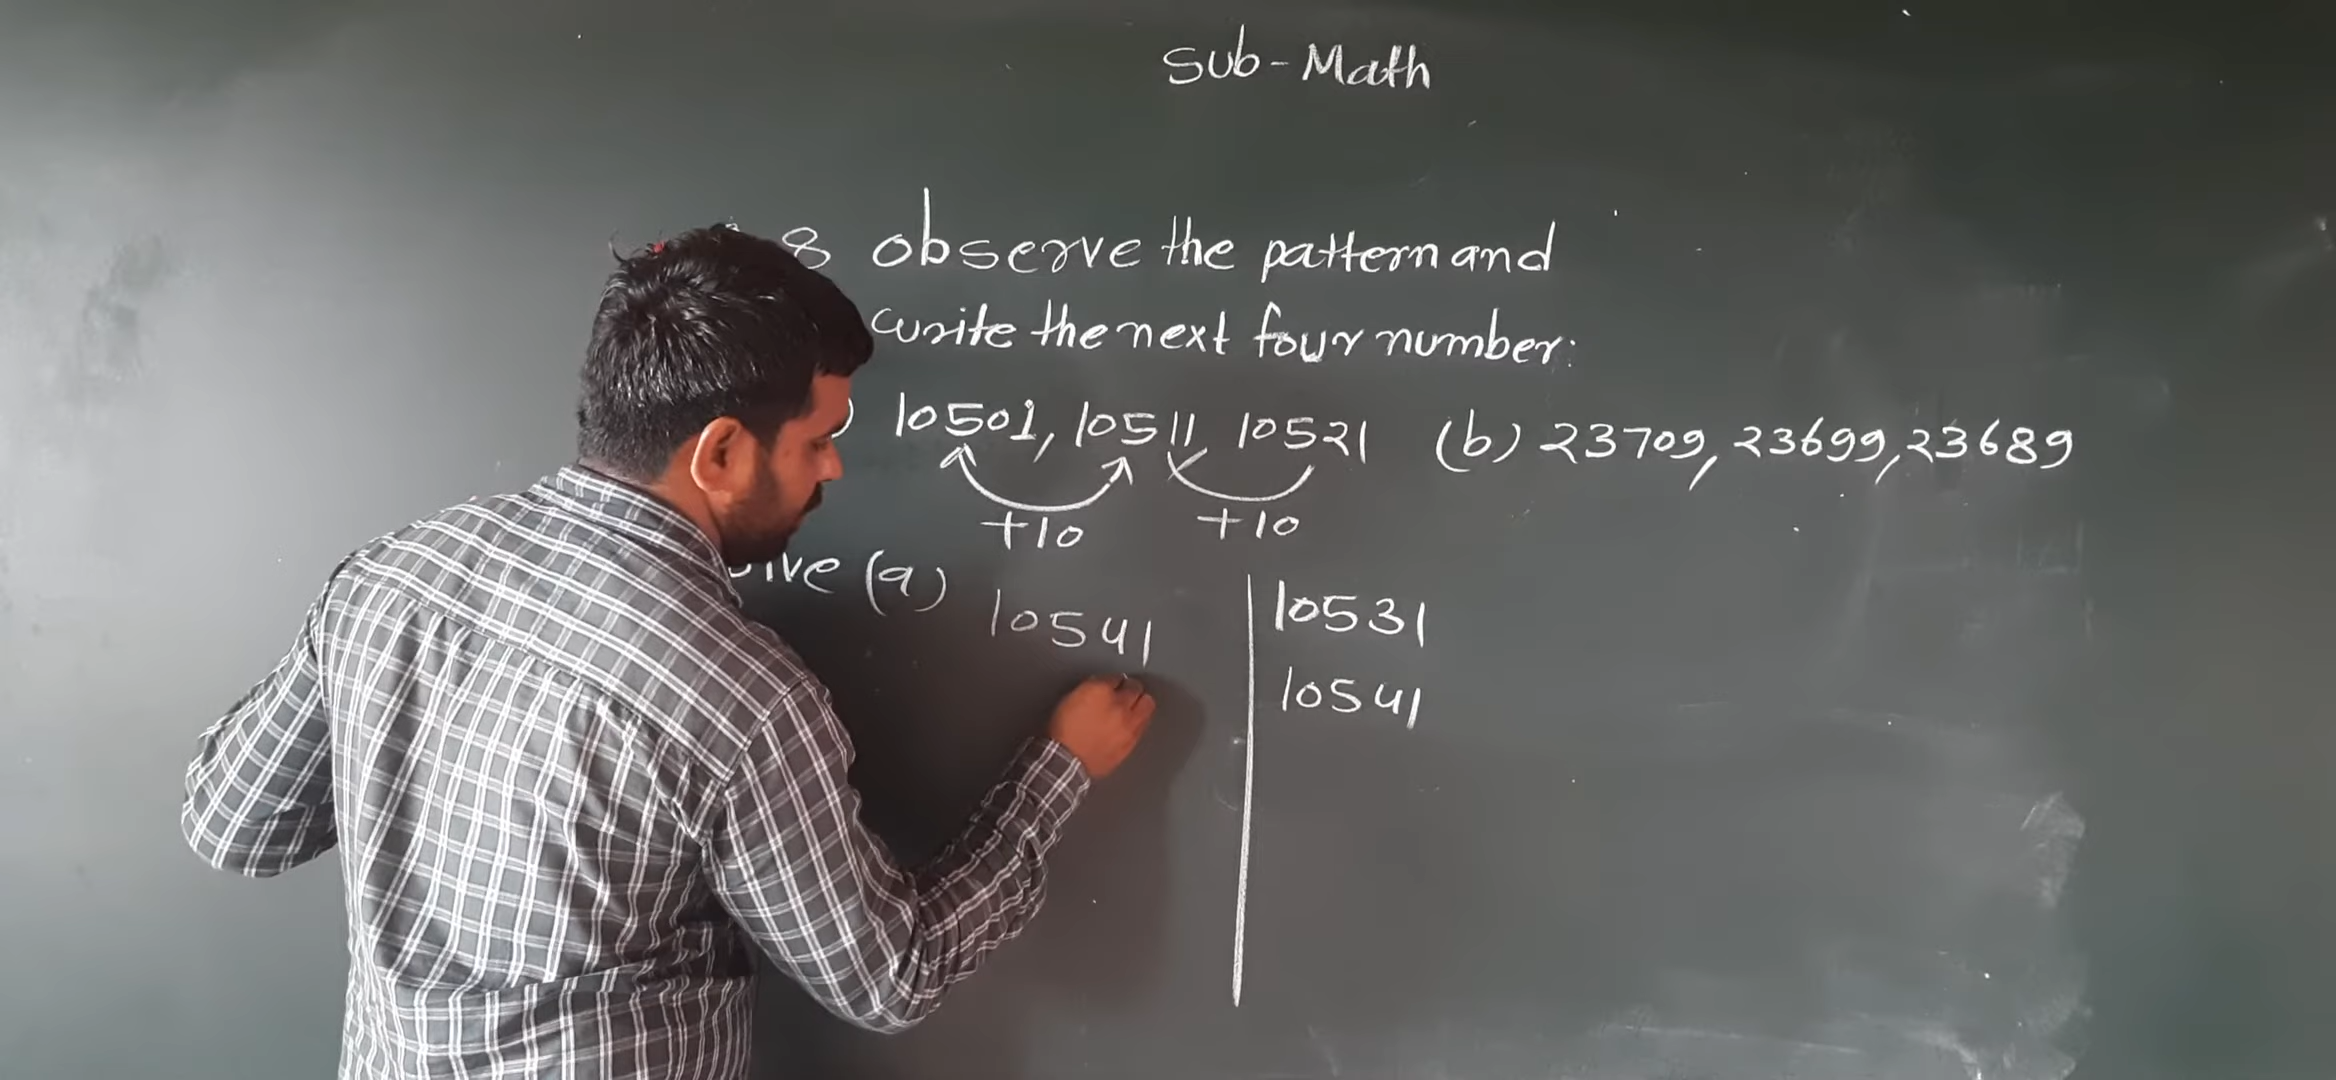 Sub-Math
8 observe the pattern and
write the next four number:
) 10501, 10511, 10521 (b) 23709, 23699, 23689
+10 +10
lve (a) 10541
10531
10541